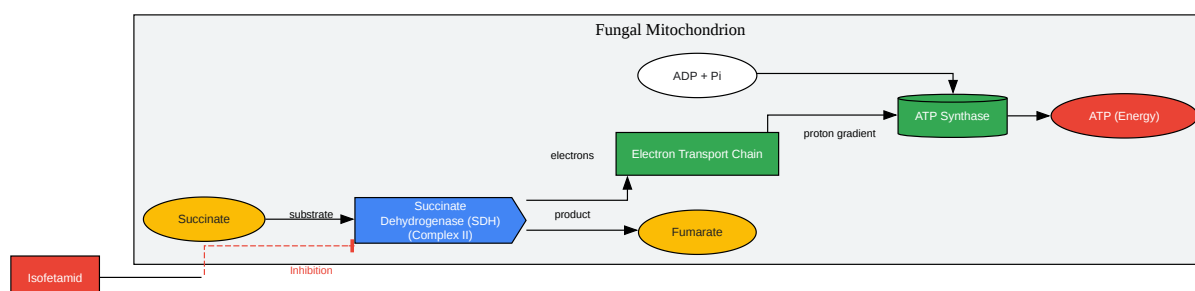 Fungal Mitochondrion
ADP + Pi
ATP Synthase
ATP (Energy)
proton gradient
electrons
Electron Transport Chain
Succinate
substrate
Succinate
Dehydrogenase (SDH)
(Complex II)
product
Fumarate
Isofetamid
Inhibition